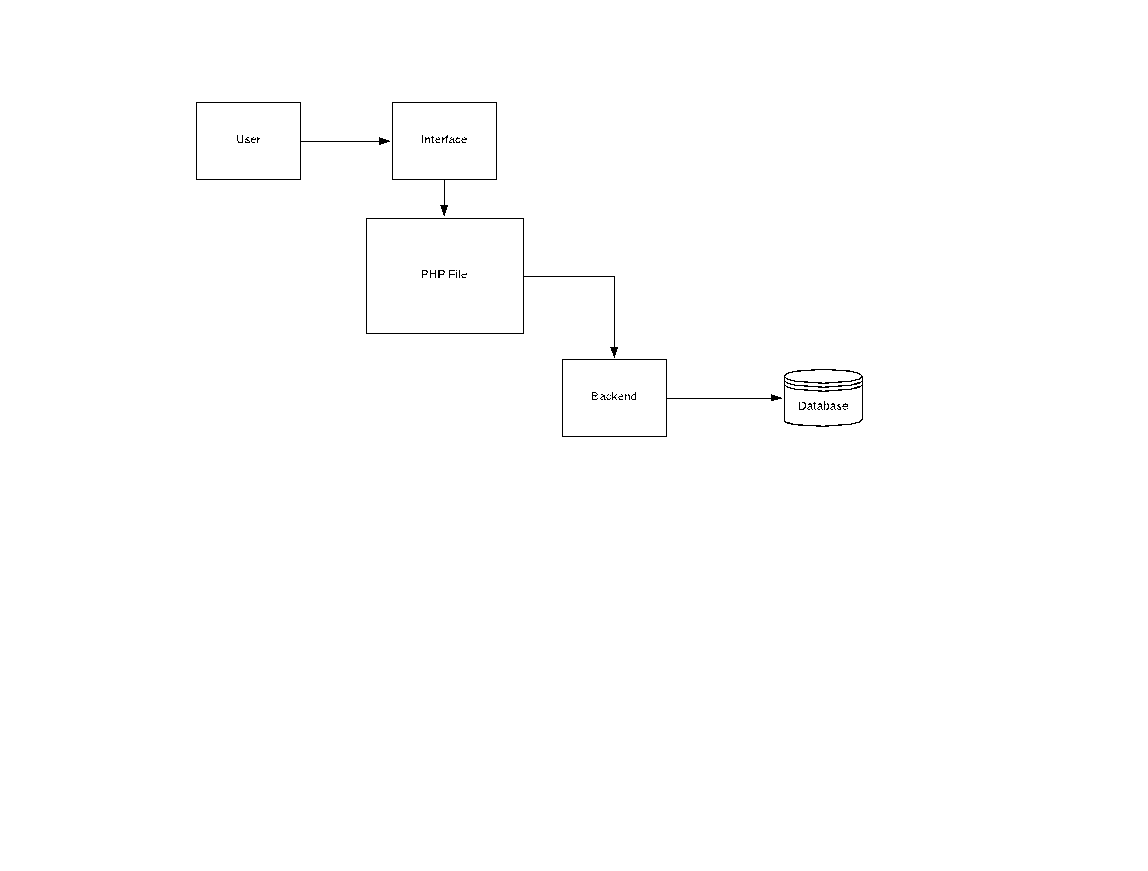 User
Interface
PHP File
Backend
Database